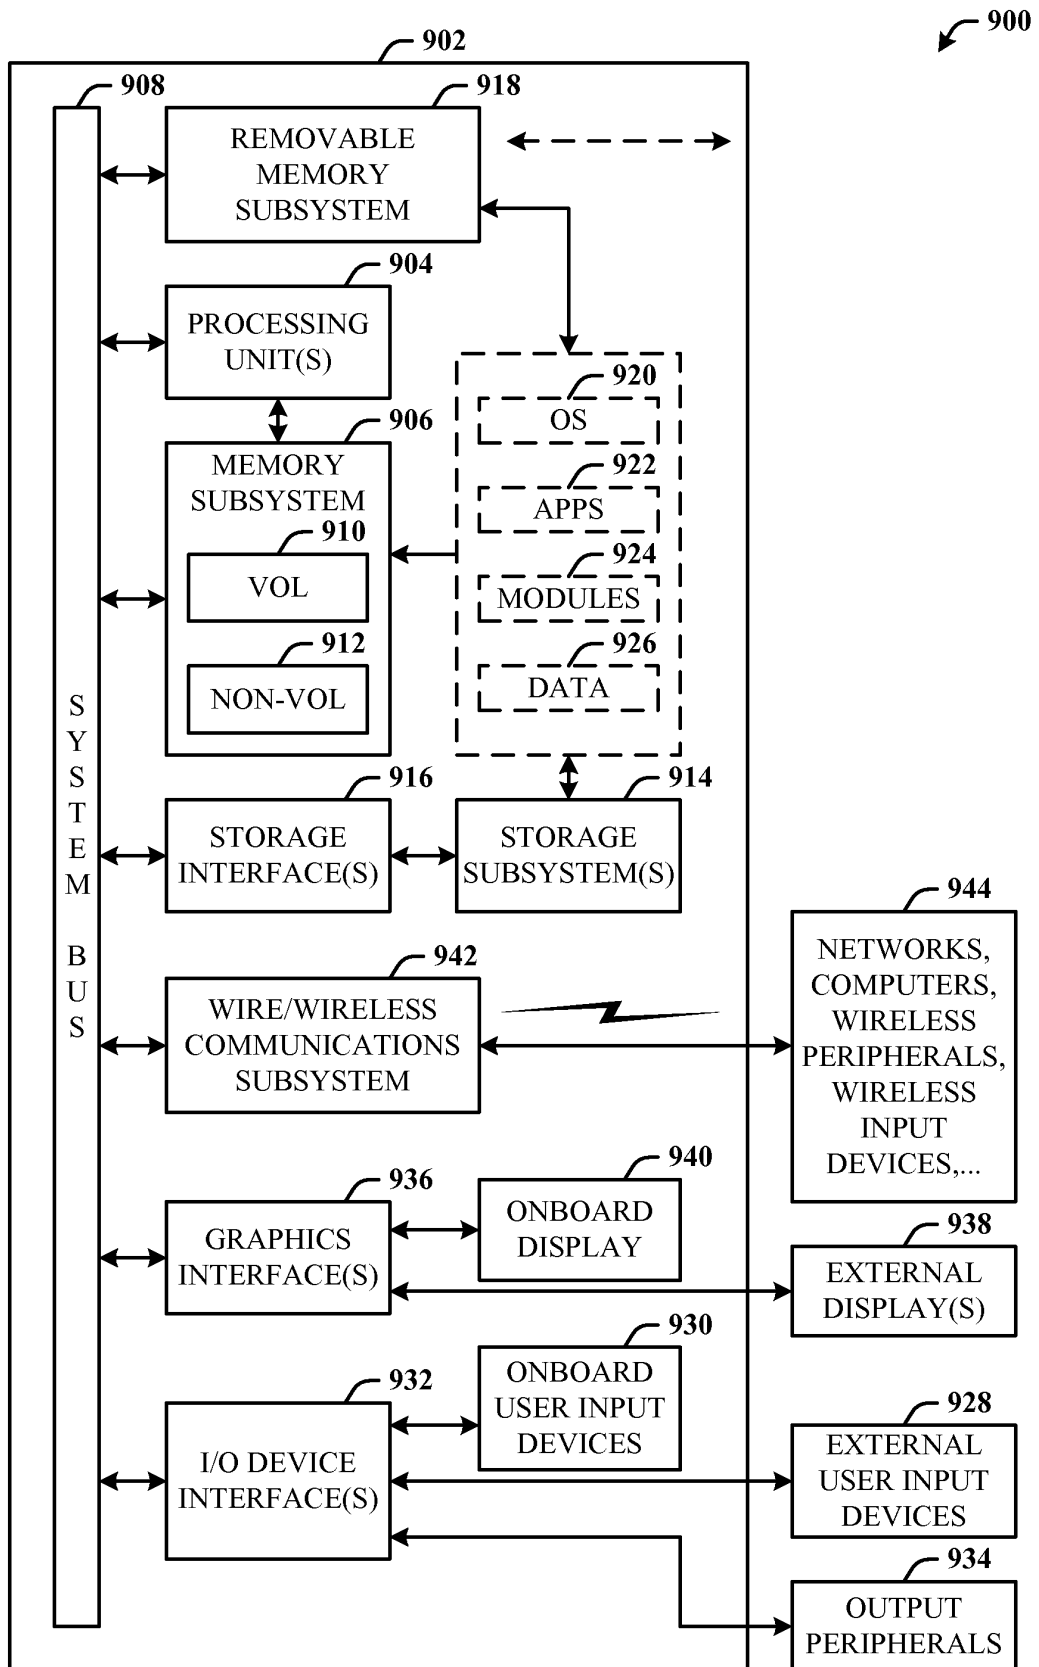 900
902
908
918
REMOVABLE
MEMORY
SUBSYSTEM
904
PROCESSING
UNIT(S)
906
MEMORY
SUBSYSTEM
910
VOL
912
NON-VOL
920
OS
922
APPS
924
MODULES
926
DATA
SYSTEM BUS
916
STORAGE
INTERFACE(S)
914
STORAGE
SUBSYSTEM(S)
942
WIRE/WIRELESS
COMMUNICATIONS
SUBSYSTEM
944
NETWORKS,
COMPUTERS,
WIRELESS
PERIPHERALS,
WIRELESS
INPUT
DEVICES,...
936
GRAPHICS
INTERFACE(S)
940
ONBOARD
DISPLAY
938
EXTERNAL
DISPLAY(S)
932
I/O DEVICE
INTERFACE(S)
930
ONBOARD
USER INPUT
DEVICES
928
EXTERNAL
USER INPUT
DEVICES
934
OUTPUT
PERIPHERALS